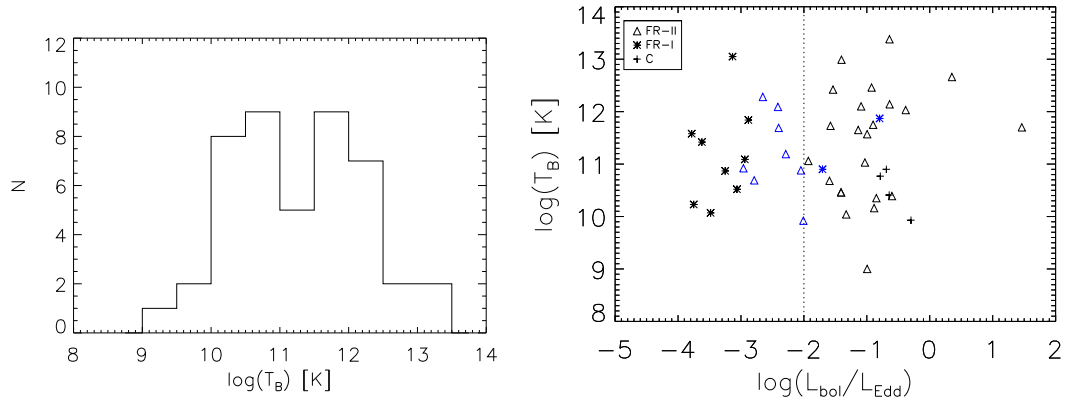 12
10
8
6
4
2
0
N
8 9 10 11 12 13 14
log(T_B) [K]
14
13
12
11
10
9
8
log(T_B) [K]
FR-II
FR-I
C
-5 -4 -3 -2 -1 0 1 2
log(L_bol/L_Edd)